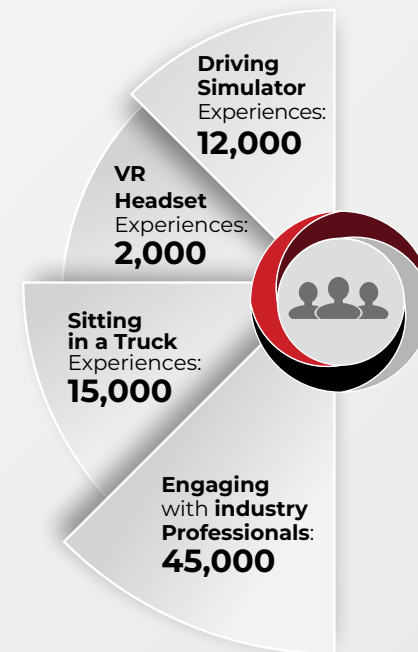 Driving
Simulator
Experiences:
12,000
VR
Headset
Experiences:
2,000
Sitting
in a Truck
Experiences:
15,000
Engaging
with industry
Professionals:
45,000